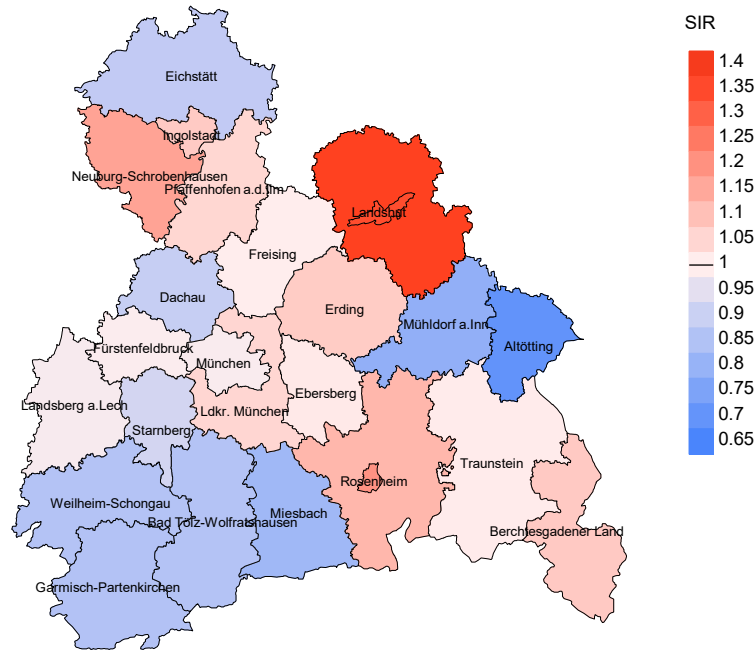 SIR
1.4
1.35
1.3
1.25
1.2
1.15
1.1
1.05
1
0.95
0.9
0.85
0.8
0.75
0.7
0.65
Eichstätt
Ingolstadt
Neuburg-Schrobenhausen
Pfaffenhofen a.d.Ilm
Landshut
Freising
Dachau
Erding
Mühldorf a.Inn
Altötting
Fürstenfeldbruck
München
Ebersberg
Landsberg a.Lech
Ldkr. München
Starnberg
Traunstein
Rosenheim
Weilheim-Schongau
Miesbach
Bad Tölz-Wolfratshausen
Berchtesgadener Land
Garmisch-Partenkirchen